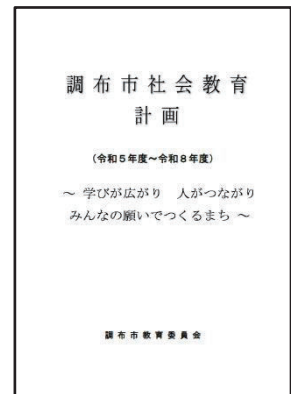 調布市社会教育
計画
(令和5年度~令和8年度)
~ 学びが広がり 人がつながり
みんなの願いでつくるまち ~
調布市教育委員会